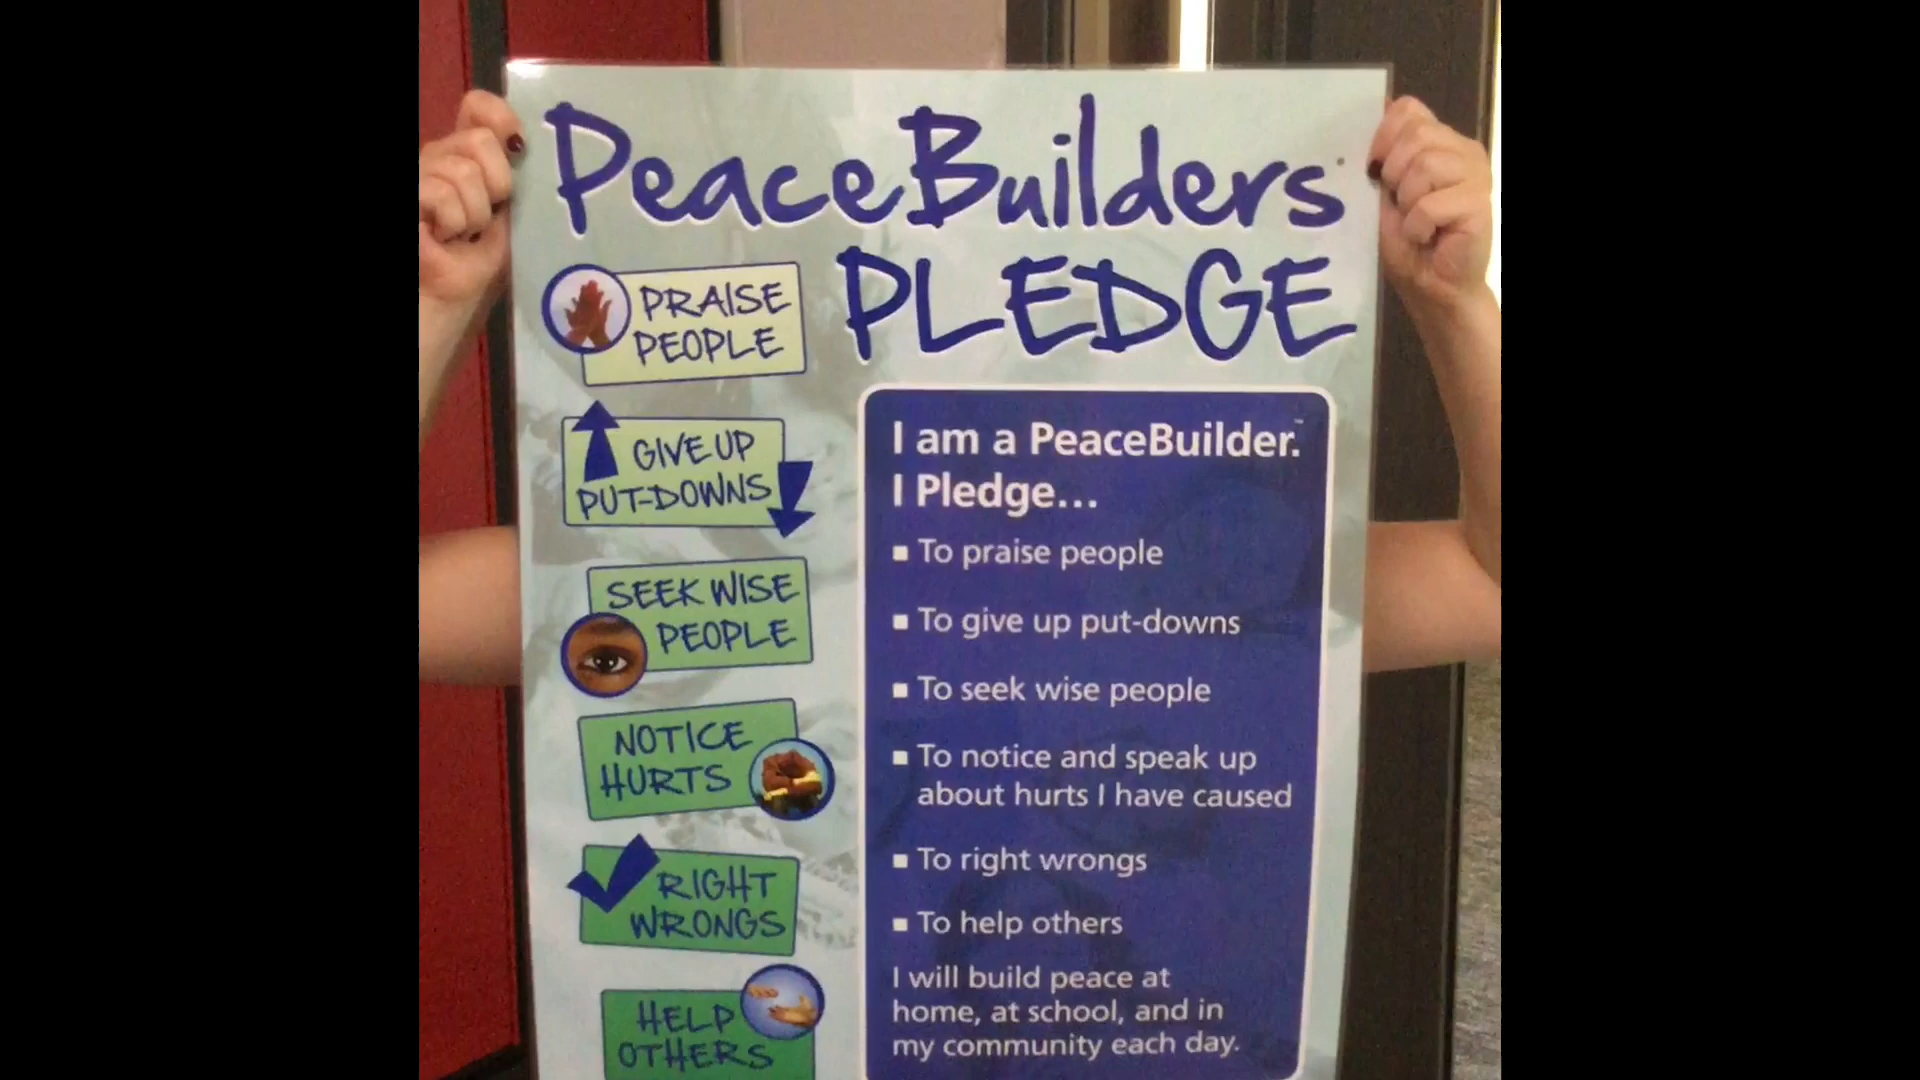 PeaceBuilders
PLEDGE
PRAISE
PEOPLE
GIVE UP
PUT-DOWNS
SEEK WISE
PEOPLE
NOTICE
HURTS
RIGHT
WRONGS
HELP
OTHERS
I am a PeaceBuilder.™
I Pledge...
▪ To praise people
▪ To give up put-downs
▪ To seek wise people
▪ To notice and speak up
about hurts I have caused
▪ To right wrongs
▪ To help others
I will build peace at
home, at school, and in
my community each day.